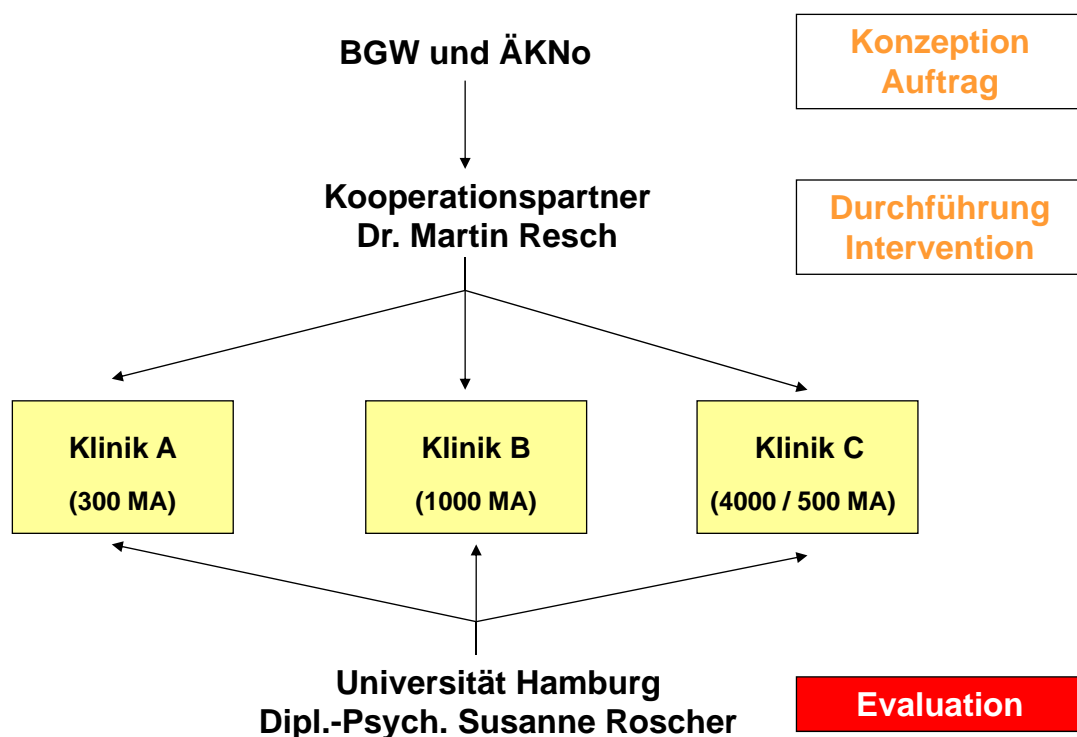 BGW und ÄKNo
Konzeption
Auftrag
Kooperationspartner
Dr. Martin Resch
Durchführung
Intervention
Klinik A
(300 MA)
Klinik B
(1000 MA)
Klinik C
(4000 / 500 MA)
Universität Hamburg
Dipl.-Psych. Susanne Roscher
Evaluation